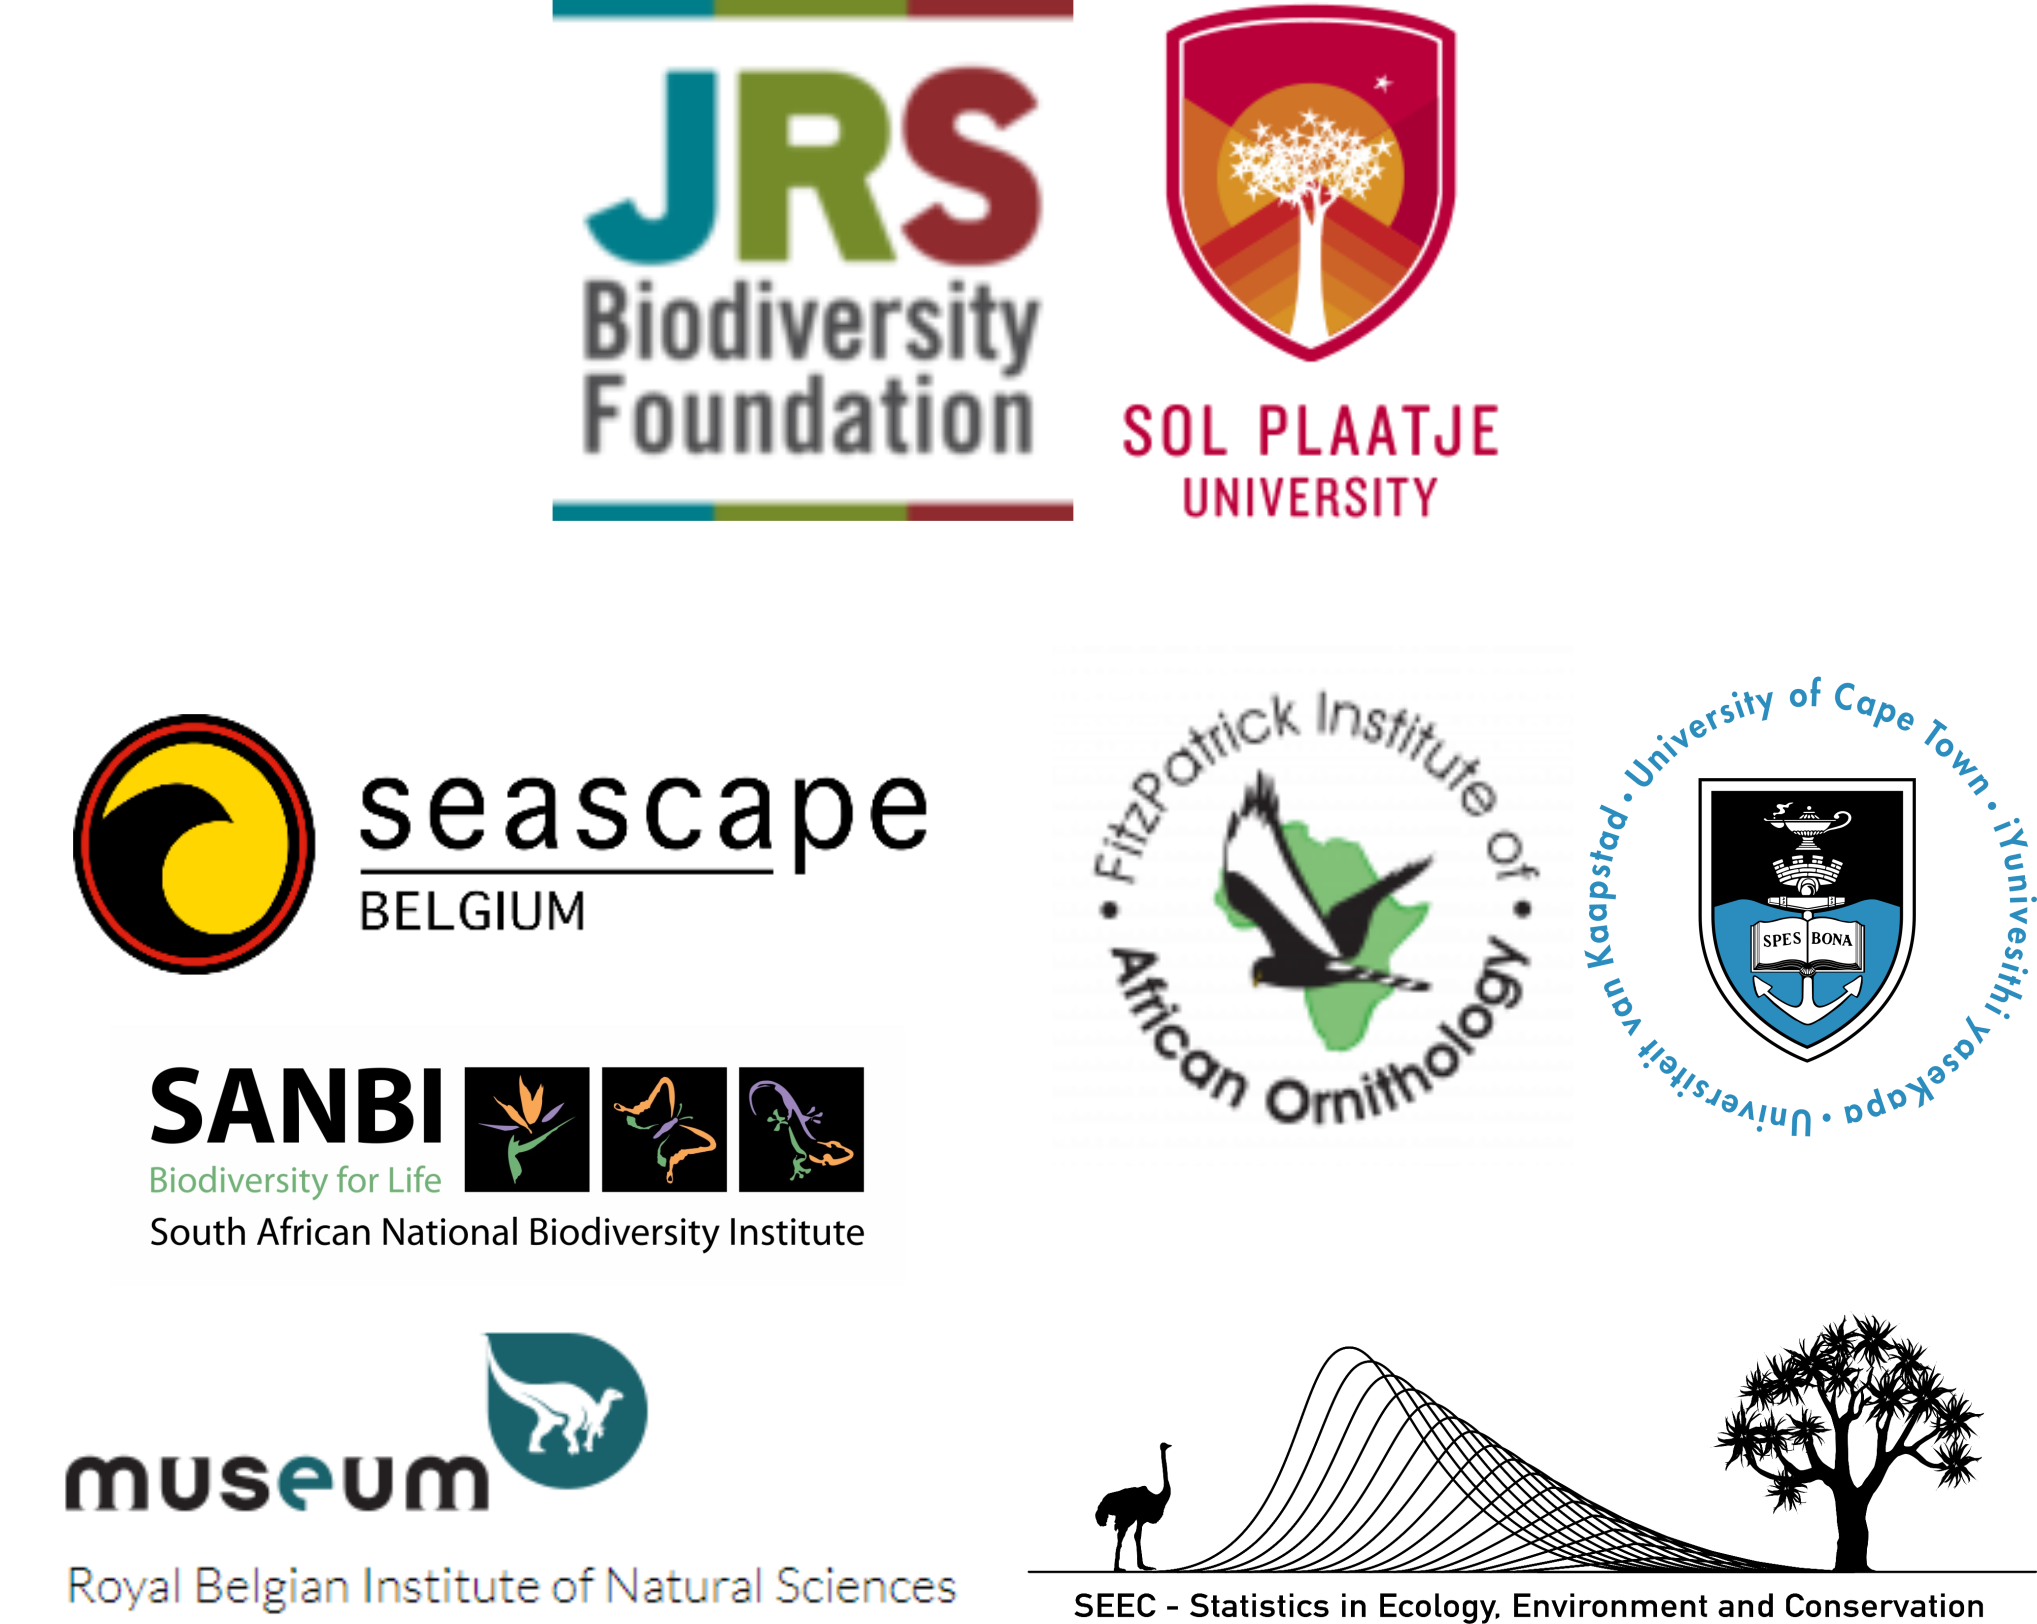 JRS
Biodiversity
Foundation
SOL PLAATJE
UNIVERSITY
seascape
BELGIUM
FitzPatrick Institute of
• African Ornithology •
University of Cape Town • iYunivesithi yaseKapa • Universiteit van Kaapstad •
SPES BONA
SANBI
Biodiversity for Life
South African National Biodiversity Institute
museum
Royal Belgian Institute of Natural Sciences
SEEC - Statistics in Ecology, Environment and Conservation